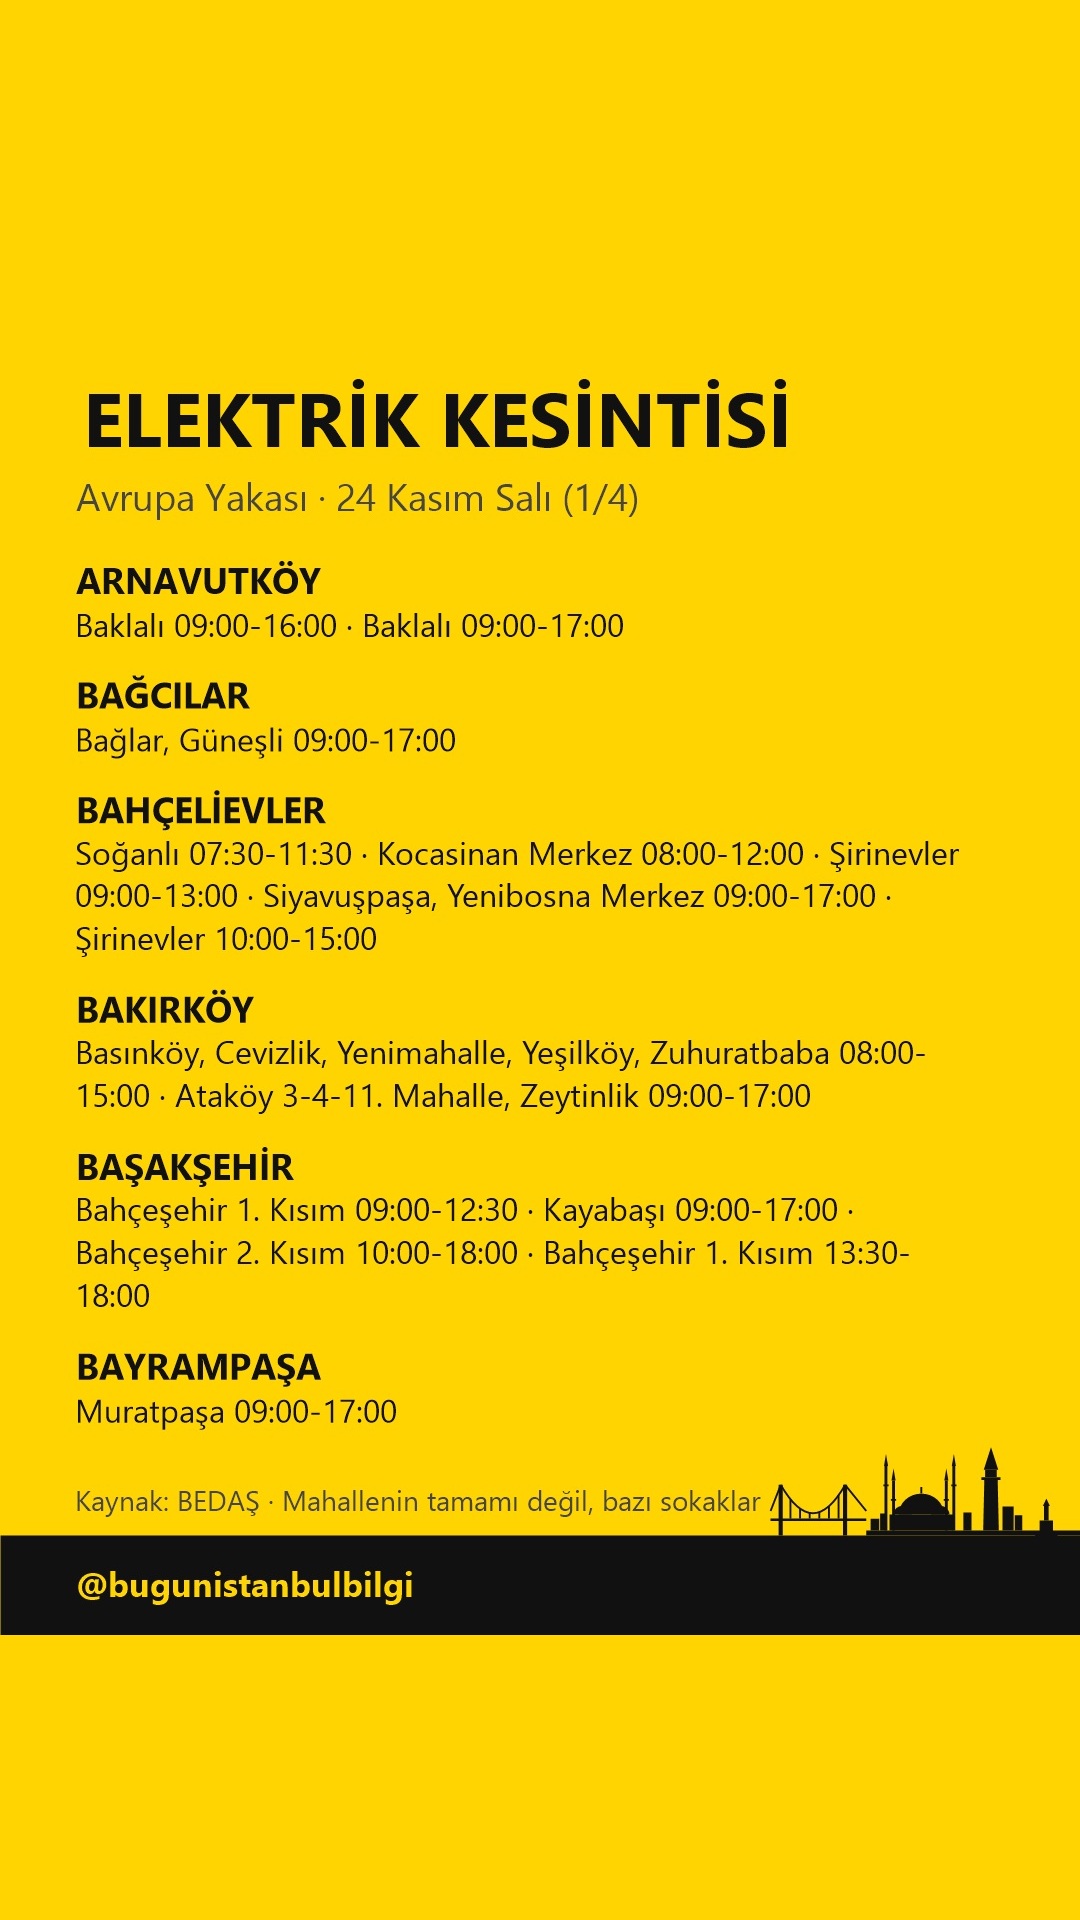 ELEKTRİK KESİNTİSİ
Avrupa Yakası · 24 Kasım Salı (1/4)
ARNAVUTKÖY
Baklalı 09:00-16:00 · Baklalı 09:00-17:00
BAĞCILAR
Bağlar, Güneşli 09:00-17:00
BAHÇELİEVLER
Soğanlı 07:30-11:30 · Kocasinan Merkez 08:00-12:00 · Şirinevler
09:00-13:00 · Siyavuşpaşa, Yenibosna Merkez 09:00-17:00 ·
Şirinevler 10:00-15:00
BAKIRKÖY
Basınköy, Cevizlik, Yenimahalle, Yeşilköy, Zuhuratbaba 08:00-
15:00 · Ataköy 3-4-11. Mahalle, Zeytinlik 09:00-17:00
BAŞAKŞEHİR
Bahçeşehir 1. Kısım 09:00-12:30 · Kayabaşı 09:00-17:00 ·
Bahçeşehir 2. Kısım 10:00-18:00 · Bahçeşehir 1. Kısım 13:30-
18:00
BAYRAMPAŞA
Muratpaşa 09:00-17:00
Kaynak: BEDAŞ · Mahallenin tamamı değil, bazı sokaklar
@bugunistanbulbilgi